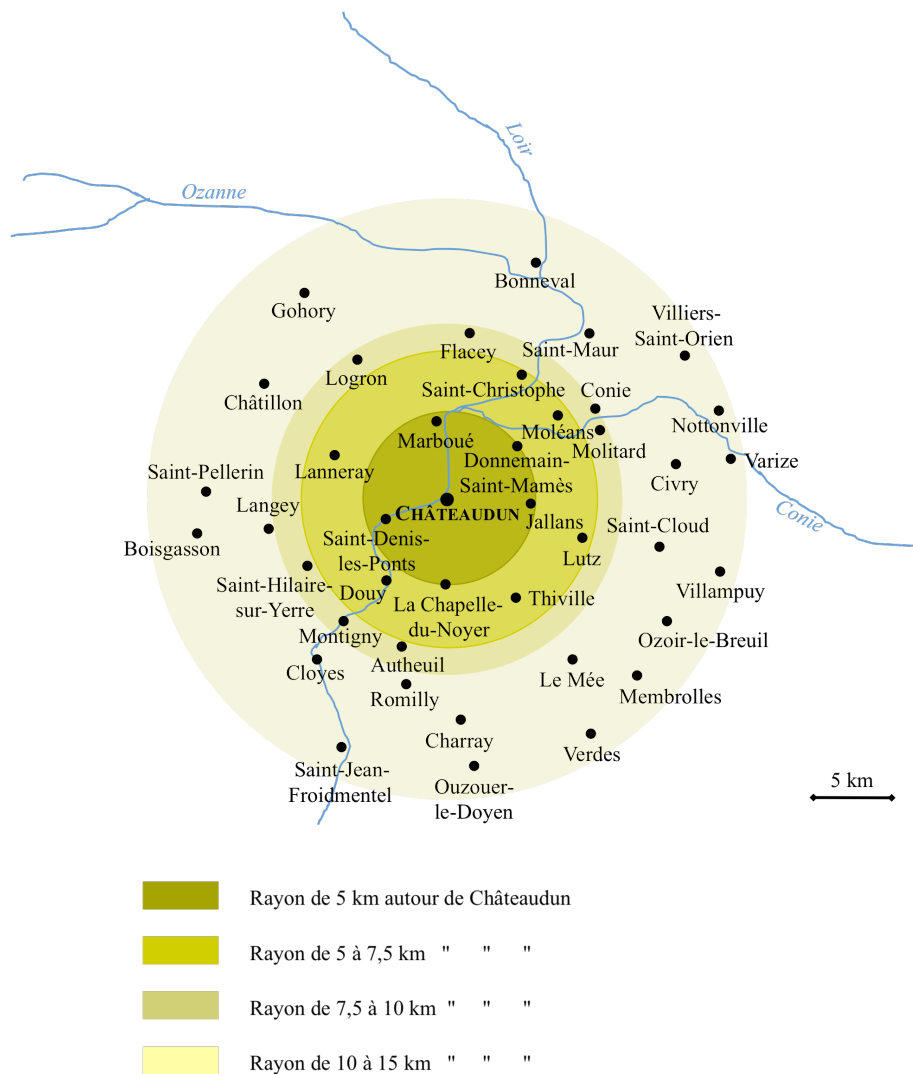 Loir
Ozanne
Bonneval
Gohory
Villiers-
Saint-Orien
Flacey
Saint-Maur
Logron
Saint-Christophe
Conie
Châtillon
Marboué
Moléans
Nottonville
Molitard
Lanneray
Donnemain-
Saint-Mamès
Varize
Saint-Pellerin
Civry
Langey
CHÂTEAUDUN
Jallans
Conie
Saint-Cloud
Boisgasson
Saint-Denis-
les-Ponts
Lutz
Saint-Hilaire-
sur-Yerre
Douy
Villampuy
La Chapelle-
du-Noyer
Thiville
Montigny
Ozoir-le-Breuil
Cloyes
Autheuil
Le Mée
Romilly
Membrolles
Charray
Verdes
Saint-Jean-
Froidmentel
Ouzouer-
le-Doyen
5 km
Rayon de 5 km autour de Châteaudun
Rayon de 5 à 7,5 km " " "
Rayon de 7,5 à 10 km " " "
Rayon de 10 à 15 km " " "